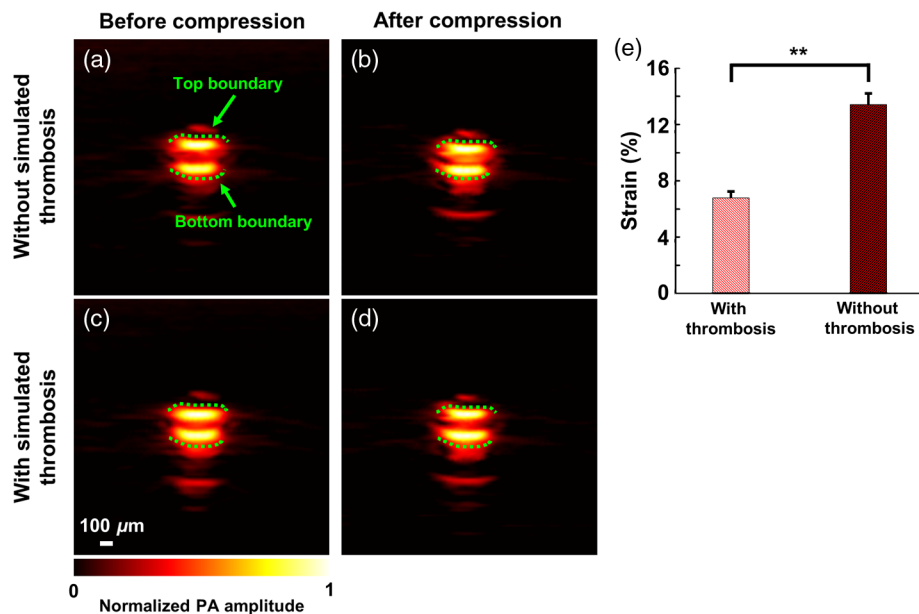 Before compression
After compression
(a)
(b)
(e)
Without simulated
thrombosis
Top boundary
Bottom boundary
**
Strain (%)
16
12
8
4
0
With
thrombosis
Without
thrombosis
(c)
(d)
With simulated
thrombosis
100 µm
0
1
Normalized PA amplitude